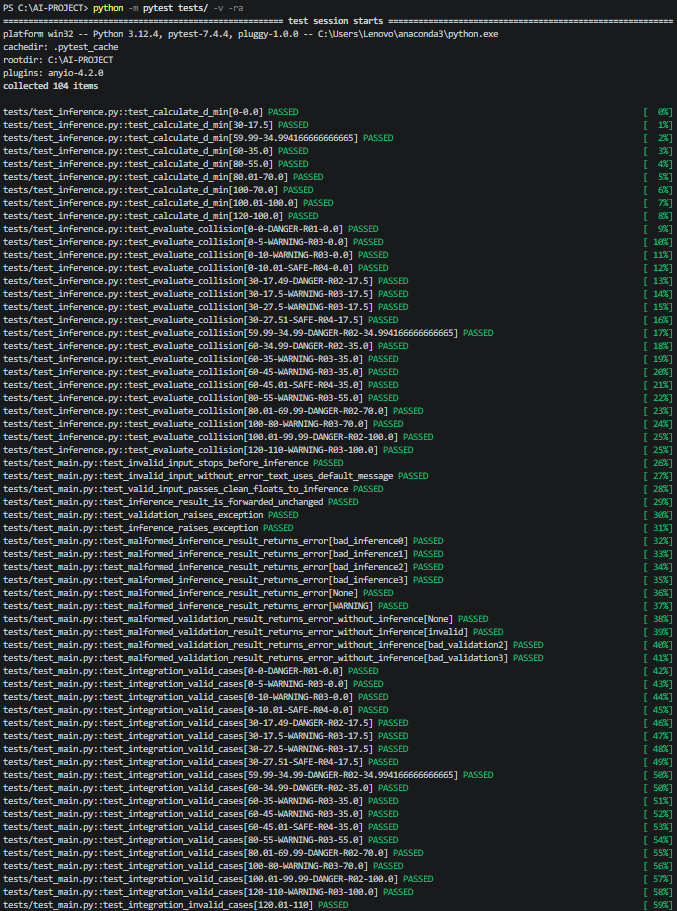 PS C:\AI-PROJECT> python -m pytest tests/ -v -ra
==================================================== test session starts ====================================================
platform win32 -- Python 3.12.4, pytest-7.4.4, pluggy-1.0.0 -- C:\Users\Lenovo\anaconda3\python.exe
cachedir: .pytest_cache
rootdir: C:\AI-PROJECT
plugins: anyio-4.2.0
collected 104 items
tests/test_inference.py::test_calculate_d_min[0-0.0] PASSED [ 0%]
tests/test_inference.py::test_calculate_d_min[30-17.5] PASSED [ 1%]
tests/test_inference.py::test_calculate_d_min[59.99-34.994166666666665] PASSED [ 2%]
tests/test_inference.py::test_calculate_d_min[60-35.0] PASSED [ 3%]
tests/test_inference.py::test_calculate_d_min[80-55.0] PASSED [ 4%]
tests/test_inference.py::test_calculate_d_min[80.01-70.0] PASSED [ 5%]
tests/test_inference.py::test_calculate_d_min[100-70.0] PASSED [ 6%]
tests/test_inference.py::test_calculate_d_min[100.01-100.0] PASSED [ 7%]
tests/test_inference.py::test_calculate_d_min[120-100.0] PASSED [ 8%]
tests/test_inference.py::test_evaluate_collision[0-0-DANGER-R01-0.0] PASSED [ 9%]
tests/test_inference.py::test_evaluate_collision[0-5-WARNING-R03-0.0] PASSED [ 10%]
tests/test_inference.py::test_evaluate_collision[0-10-WARNING-R03-0.0] PASSED [ 11%]
tests/test_inference.py::test_evaluate_collision[0-10.01-SAFE-R04-0.0] PASSED [ 12%]
tests/test_inference.py::test_evaluate_collision[30-17.49-DANGER-R02-17.5] PASSED [ 13%]
tests/test_inference.py::test_evaluate_collision[30-17.5-WARNING-R03-17.5] PASSED [ 14%]
tests/test_inference.py::test_evaluate_collision[30-27.5-WARNING-R03-17.5] PASSED [ 15%]
tests/test_inference.py::test_evaluate_collision[30-27.51-SAFE-R04-17.5] PASSED [ 16%]
tests/test_inference.py::test_evaluate_collision[59.99-34.99-DANGER-R02-34.994166666666665] PASSED [ 17%]
tests/test_inference.py::test_evaluate_collision[60-34.99-DANGER-R02-35.0] PASSED [ 18%]
tests/test_inference.py::test_evaluate_collision[60-35-WARNING-R03-35.0] PASSED [ 19%]
tests/test_inference.py::test_evaluate_collision[60-45-WARNING-R03-35.0] PASSED [ 20%]
tests/test_inference.py::test_evaluate_collision[60-45.01-SAFE-R04-35.0] PASSED [ 21%]
tests/test_inference.py::test_evaluate_collision[80-55-WARNING-R03-55.0] PASSED [ 22%]
tests/test_inference.py::test_evaluate_collision[80.01-69.99-DANGER-R02-70.0] PASSED [ 23%]
tests/test_inference.py::test_evaluate_collision[100-80-WARNING-R03-70.0] PASSED [ 24%]
tests/test_inference.py::test_evaluate_collision[100.01-99.99-DANGER-R02-100.0] PASSED [ 25%]
tests/test_inference.py::test_evaluate_collision[120-110-WARNING-R03-100.0] PASSED [ 25%]
tests/test_main.py::test_invalid_input_stops_before_inference PASSED [ 26%]
tests/test_main.py::test_invalid_input_without_error_text_uses_default_message PASSED [ 27%]
tests/test_main.py::test_valid_input_passes_clean_floats_to_inference PASSED [ 28%]
tests/test_main.py::test_inference_result_is_forwarded_unchanged PASSED [ 29%]
tests/test_main.py::test_validation_raises_exception PASSED [ 30%]
tests/test_main.py::test_inference_raises_exception PASSED [ 31%]
tests/test_main.py::test_malformed_inference_result_returns_error[bad_inference0] PASSED [ 32%]
tests/test_main.py::test_malformed_inference_result_returns_error[bad_inference1] PASSED [ 33%]
tests/test_main.py::test_malformed_inference_result_returns_error[bad_inference2] PASSED [ 34%]
tests/test_main.py::test_malformed_inference_result_returns_error[bad_inference3] PASSED [ 35%]
tests/test_main.py::test_malformed_inference_result_returns_error[None] PASSED [ 36%]
tests/test_main.py::test_malformed_inference_result_returns_error[WARNING] PASSED [ 37%]
tests/test_main.py::test_malformed_validation_result_returns_error_without_inference[None] PASSED [ 38%]
tests/test_main.py::test_malformed_validation_result_returns_error_without_inference[invalid] PASSED [ 39%]
tests/test_main.py::test_malformed_validation_result_returns_error_without_inference[bad_validation2] PASSED [ 40%]
tests/test_main.py::test_malformed_validation_result_returns_error_without_inference[bad_validation3] PASSED [ 41%]
tests/test_main.py::test_integration_valid_cases[0-0-DANGER-R01-0.0] PASSED [ 42%]
tests/test_main.py::test_integration_valid_cases[0-5-WARNING-R03-0.0] PASSED [ 43%]
tests/test_main.py::test_integration_valid_cases[0-10-WARNING-R03-0.0] PASSED [ 44%]
tests/test_main.py::test_integration_valid_cases[0-10.01-SAFE-R04-0.0] PASSED [ 45%]
tests/test_main.py::test_integration_valid_cases[30-17.49-DANGER-R02-17.5] PASSED [ 46%]
tests/test_main.py::test_integration_valid_cases[30-17.5-WARNING-R03-17.5] PASSED [ 47%]
tests/test_main.py::test_integration_valid_cases[30-27.5-WARNING-R03-17.5] PASSED [ 48%]
tests/test_main.py::test_integration_valid_cases[30-27.51-SAFE-R04-17.5] PASSED [ 49%]
tests/test_main.py::test_integration_valid_cases[59.99-34.99-DANGER-R02-34.994166666666665] PASSED [ 50%]
tests/test_main.py::test_integration_valid_cases[60-34.99-DANGER-R02-35.0] PASSED [ 50%]
tests/test_main.py::test_integration_valid_cases[60-35-WARNING-R03-35.0] PASSED [ 51%]
tests/test_main.py::test_integration_valid_cases[60-45-WARNING-R03-35.0] PASSED [ 52%]
tests/test_main.py::test_integration_valid_cases[60-45.01-SAFE-R04-35.0] PASSED [ 53%]
tests/test_main.py::test_integration_valid_cases[80-55-WARNING-R03-55.0] PASSED [ 54%]
tests/test_main.py::test_integration_valid_cases[80.01-69.99-DANGER-R02-70.0] PASSED [ 55%]
tests/test_main.py::test_integration_valid_cases[100-80-WARNING-R03-70.0] PASSED [ 56%]
tests/test_main.py::test_integration_valid_cases[100.01-99.99-DANGER-R02-100.0] PASSED [ 57%]
tests/test_main.py::test_integration_valid_cases[120-110-WARNING-R03-100.0] PASSED [ 58%]
tests/test_main.py::test_integration_invalid_cases[120.01-110] PASSED [ 59%]